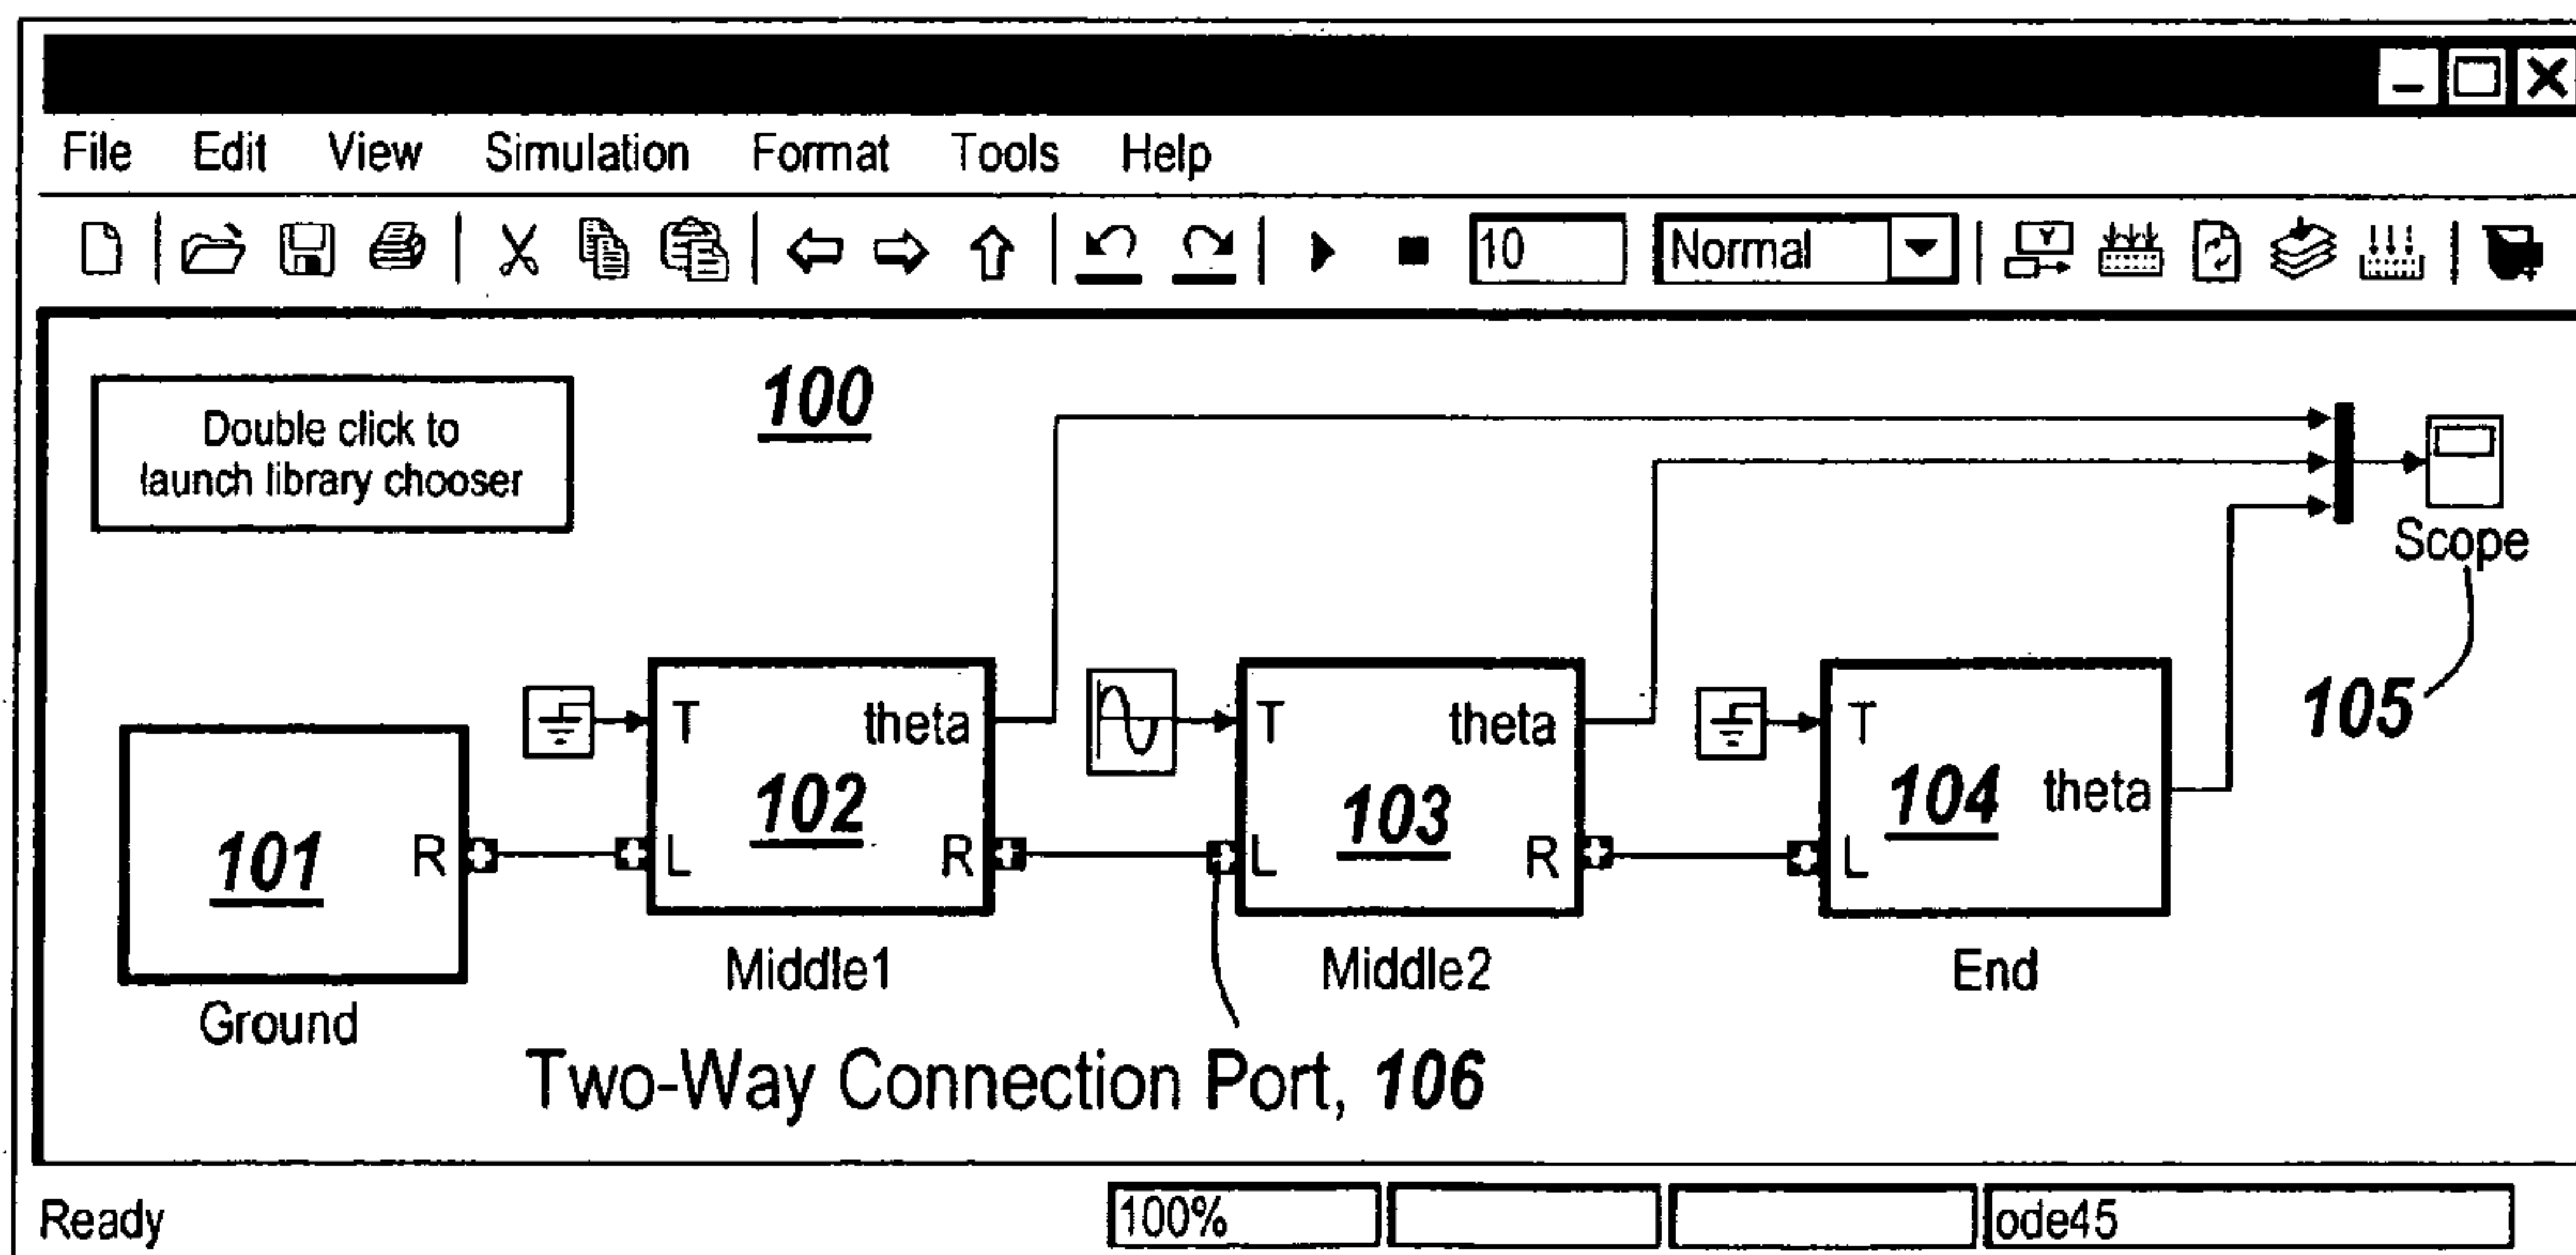 File Edit View Simulation Format Tools Help
10 Normal
Double click to
launch library chooser
100
Scope
105
T theta
102
L R
Middle1
T theta
103
L R
Middle2
T
104 theta
L
End
101 R
Ground
Two-Way Connection Port, 106
Ready 100% ode45